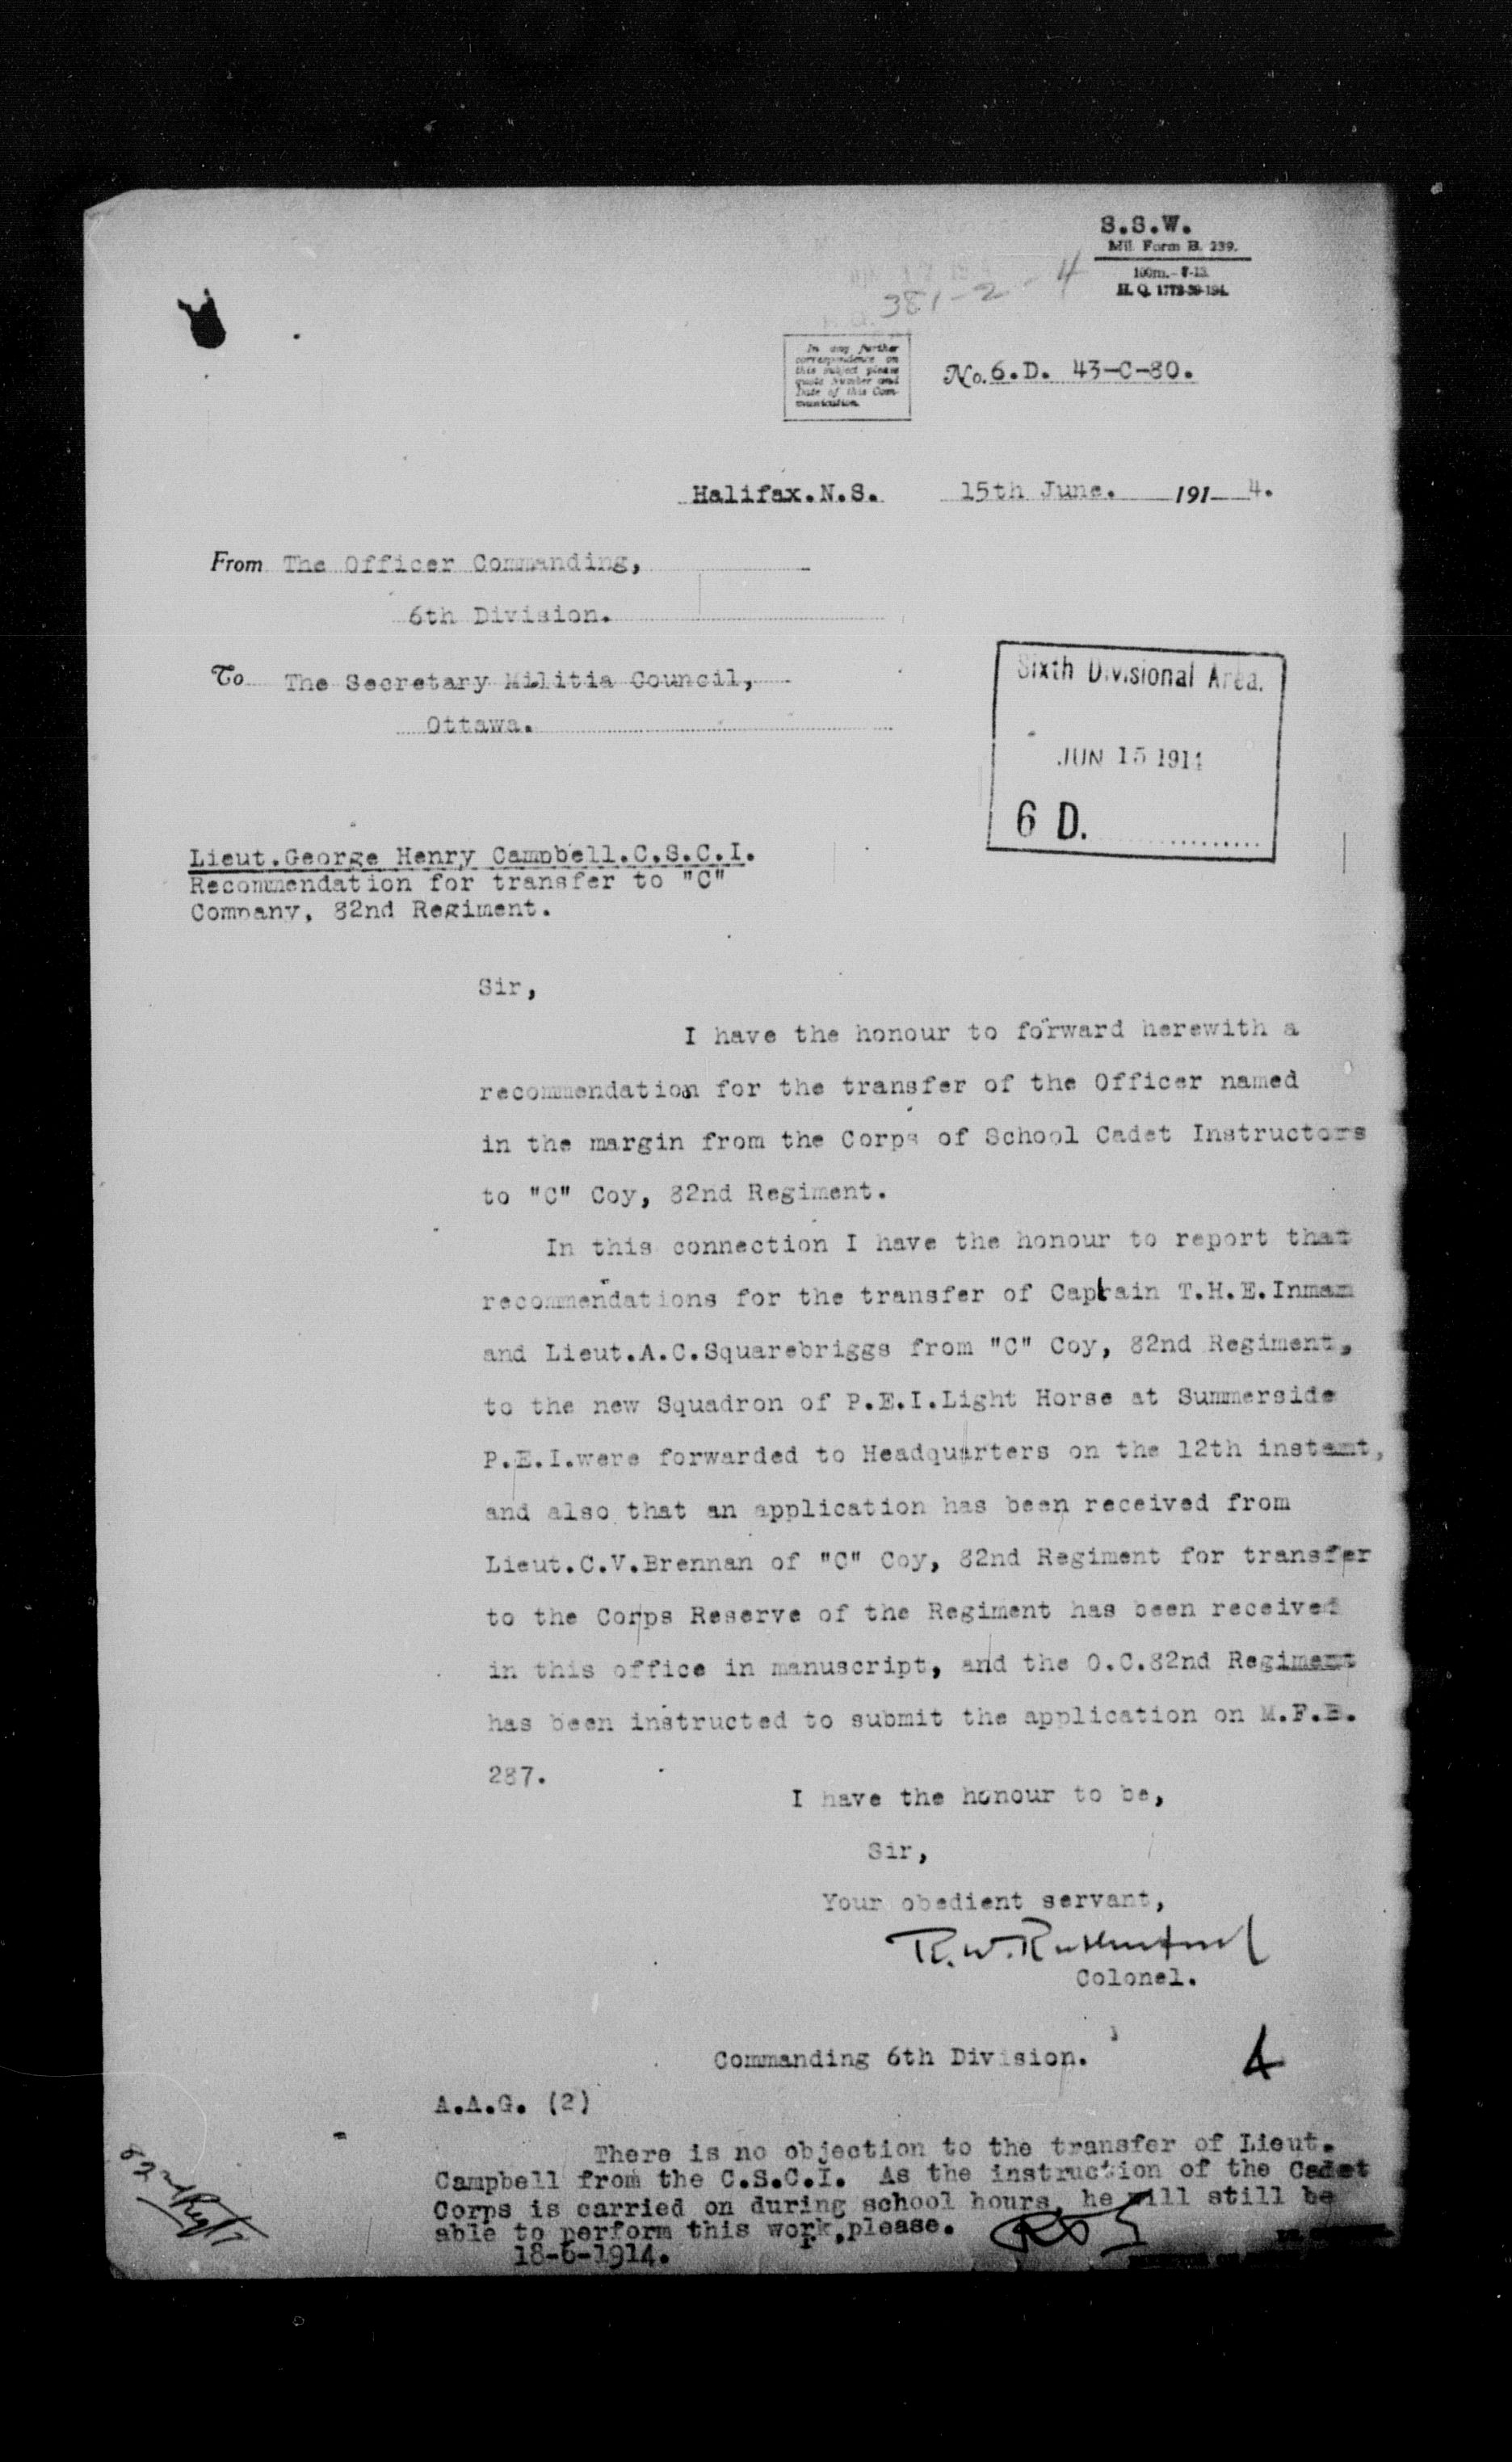 S.S.W.
Mil Form B. 239.
100m.-7-13.
H. Q. 1772-39-194.
381-2-4
In any further
correspondence on
this subject please
quote Number and
Date of this Com-
munication.
No. 6.D. 43-C-80.
Halifax.N.S. 15th June. 191 4.
From The Officer Commanding,
6th Division.
To The Secretary Militia Council,
Ottawa.
Sixth Divisional Area.
JUN 15 1914
6 D.
Lieut.George Henry Campbell.C.S.C.I.
Recommendation for transfer to "C"
Company, 82nd Regiment.
Sir,
I have the honour to forward herewith a
recommendation for the transfer of the Officer named
in the margin from the Corps of School Cadet Instructors
to "C" Coy, 82nd Regiment.
In this connection I have the honour to report that
recommendations for the transfer of Captain T.H.E.Inman
and Lieut.A.C.Squarebriggs from "C" Coy, 82nd Regiment,
to the new Squadron of P.E.I.Light Horse at Summerside
P.E.I.were forwarded to Headquarters on the 12th instant,
and also that an application has been received from
Lieut.C.V.Brennan of "C" Coy, 82nd Regiment for transfer
to the Corps Reserve of the Regiment has been received
in this office in manuscript, and the O.C.82nd Regiment
has been instructed to submit the application on M.F.B.
287.
I have the honour to be,
Sir,
Your obedient servant,
R.W.Rutherford
Colonel.
Commanding 6th Division.
4
A.A.G. (2)
There is no objection to the transfer of Lieut.
Campbell from the C.S.C.I. As the instruction of the Cadet
Corps is carried on during school hours, he will still be
able to perform this work,please.
18-6-1914.
82nd Regt